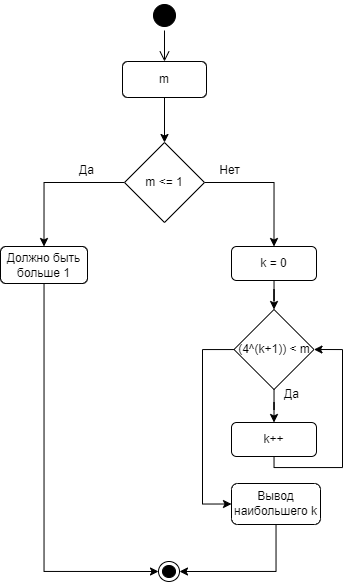 m
m <= 1
Да
Нет
Должно быть
больше 1
k = 0
(4^(k+1)) < m
Да
k++
Вывод
наибольшего k